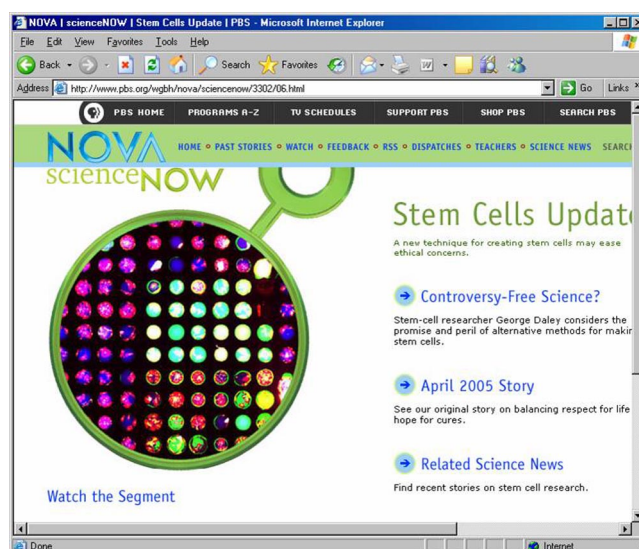 NOVA | scienceNOW | Stem Cells Update | PBS - Microsoft Internet Explorer
File Edit View Favorites Tools Help
Back Search Favorites
Address http://www.pbs.org/wgbh/nova/sciencenow/3302/06.html Go Links
PBS HOME PROGRAMS A-Z TV SCHEDULES SUPPORT PBS SHOP PBS SEARCH PBS
NOVA HOME PAST STORIES WATCH FEEDBACK RSS DISPATCHES TEACHERS SCIENCE NEWS SEARCH
scienceNOW
Stem Cells Updat
A new technique for creating stem cells may ease
ethical concerns.
Controversy-Free Science?
Stem-cell researcher George Daley considers the
promise and peril of alternative methods for makin
stem cells.
April 2005 Story
See our original story on balancing respect for life
hope for cures.
Related Science News
Find recent stories on stem cell research.
Watch the Segment
Done Internet